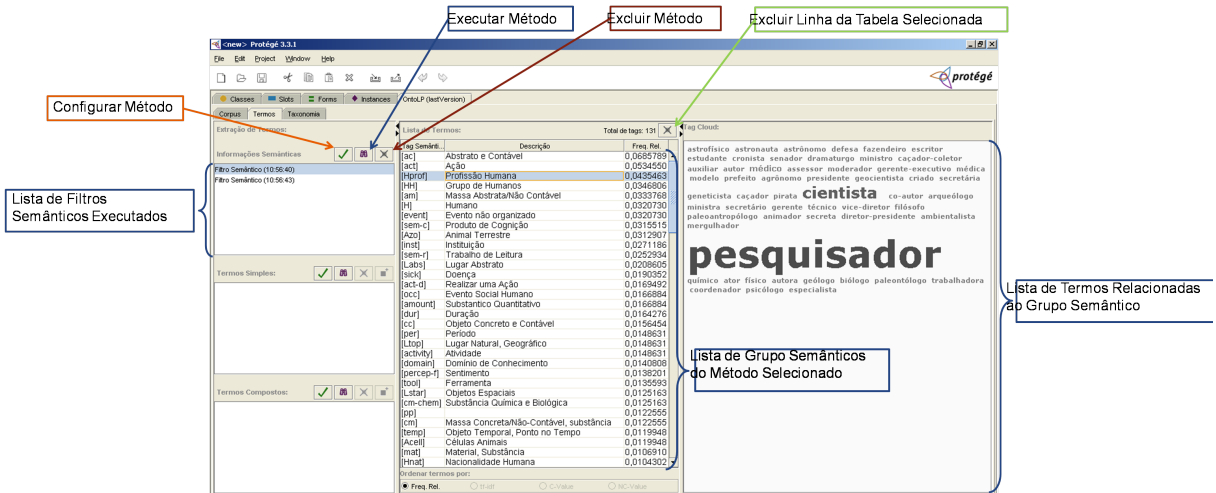 Executar Método
Excluir Método
Excluir Linha da Tabela Selecionada
Configurar Método
Lista de Filtros
Semânticos Executados
<new> Protégé 3.3.1
File Edit Project Window Help
protégé
Classes Slots Forms Instances OntoLP (lastVersion)
Corpus Termos Taxonomia
Extração de Termos:
Informações Semânticas
Filtro Semântico (10:56:40)
Filtro Semântico (10:56:43)
Termos Simples:
Termos Compostos:
Lista de Termos: Total de tags: 131
Tag Semânti... Descrição Freq. Rel.
[ac] Abstrato e Contável 0,0685789
[act] Ação 0,0534550
[Hprof] Profissão Humana 0,0435463
[HH] Grupo de Humanos 0,0346806
[am] Massa Abstrata/Não Contável 0,0333768
[H] Humano 0,0320730
[event] Evento não organizado 0,0320730
[sem-c] Produto de Cognição 0,0315515
[Azo] Animal Terrestre 0,0312907
[inst] Instituição 0,0271186
[sem-r] Trabalho de Leitura 0,0252934
[Labs] Lugar Abstrato 0,0208605
[sick] Doença 0,0190352
[act-d] Realizar uma Ação 0,0169492
[occ] Evento Social Humano 0,0166884
[amount] Substantico Quantitativo 0,0166884
[dur] Duração 0,0164276
[cc] Objeto Concreto e Contável 0,0156454
[per] Período 0,0148631
[Ltop] Lugar Natural, Geográfico 0,0148631
[activity] Atividade 0,0148631
[domain] Domínio de Conhecimento 0,0140808
[percep-f] Sentimento 0,0138201
[tool] Ferramenta 0,0135593
[Lstar] Objetos Espaciais 0,0125163
[cm-chem] Substância Química e Biológica 0,0125163
[pp] 0,0122555
[cm] Massa Concreta/Não-Contável, substância 0,0122555
[temp] Objeto Temporal, Ponto no Tempo 0,0119948
[Acell] Células Animais 0,0119948
[mat] Material, Substância 0,0106910
[Hnat] Nacionalidade Humana 0,0104302
Ordenar termos por:
Freq. Rel. tf-idf C-Value NC-Value
Tag Cloud:
astrofísico astronauta astrônomo defesa fazendeiro escritor
estudante cronista senador dramaturgo ministro caçador-coletor
auxiliar autor médico assessor moderador gerente-executivo médica
modelo prefeito agrônomo presidente geocientista criado secretária
geneticista caçador pirata cientista co-autor arqueólogo
ministra secretário gerente técnico vice-diretor filósofo
paleoantropólogo animador secreta diretor-presidente ambientalista
mergulhador
pesquisador
químico ator físico autora geólogo biólogo paleontólogo trabalhadora
coordenador psicólogo especialista
Lista de Termos Relacionadas
ao Grupo Semântico
Lista de Grupo Semânticos
do Método Selecionado